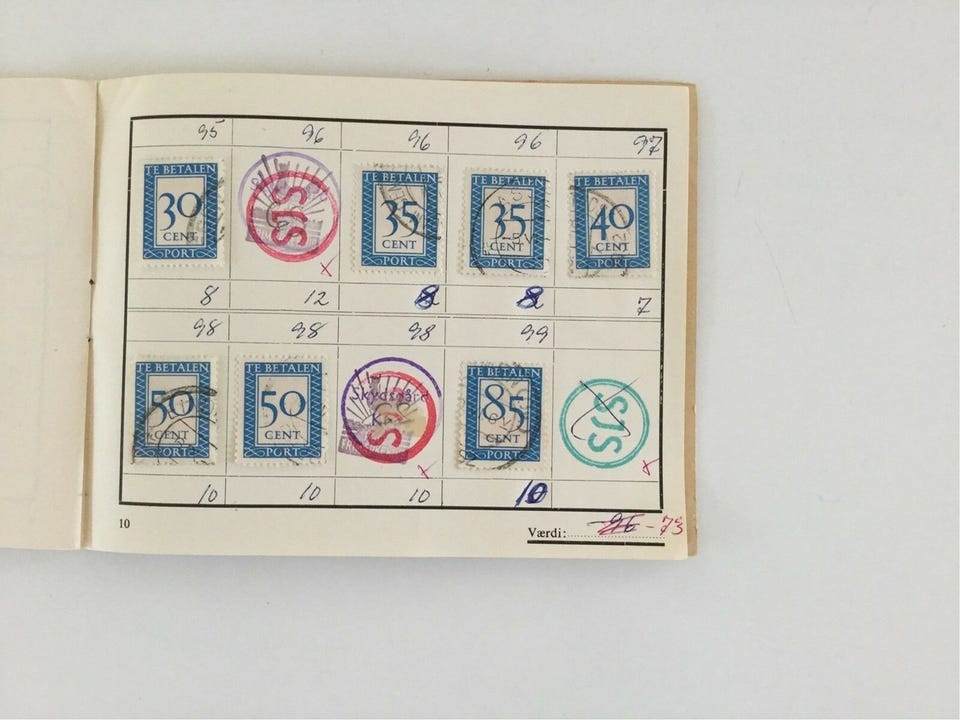 95 96 96 96 97
TE BETALEN TE BETALEN TE BETALEN TE BETALEN
30 SJS 35 35 40
CENT CENT CENT CENT
PORT PORT PORT PORT
8 12 8 8 7
98 98 98 99
TE BETALEN TE BETALEN TE BETALEN
50 50 Skydsgård 85 SJS
CENT CENT K CENT
PORT PORT PORT
10 10 10 10
10
Værdi: 96 - 73